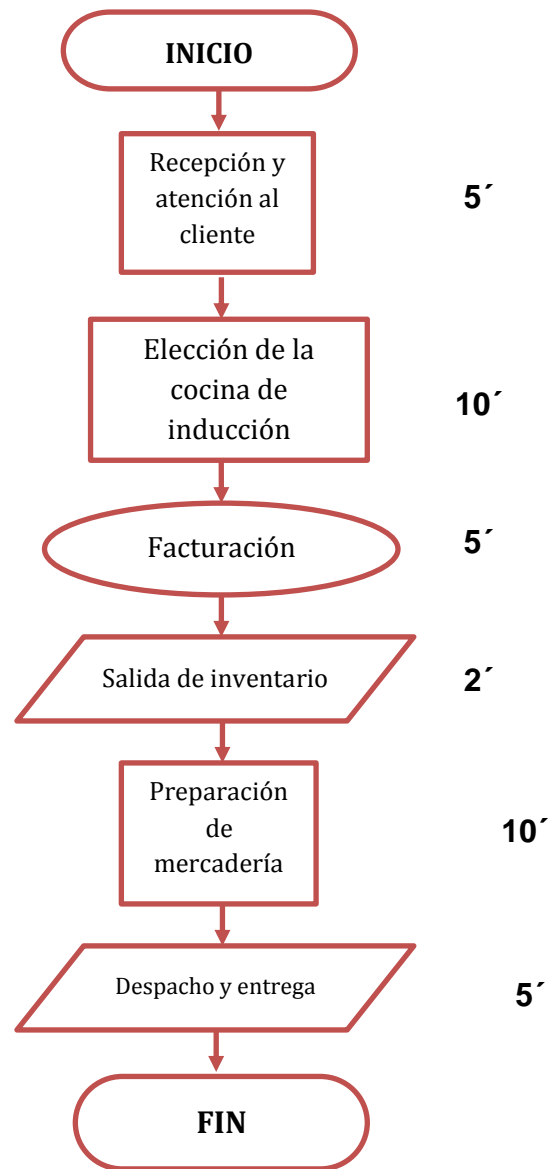 INICIO
Recepción y
atención al
cliente
5´
Elección de la
cocina de
inducción
10´
Facturación
5´
Salida de inventario
2´
Preparación
de
mercadería
10´
Despacho y entrega
5´
FIN